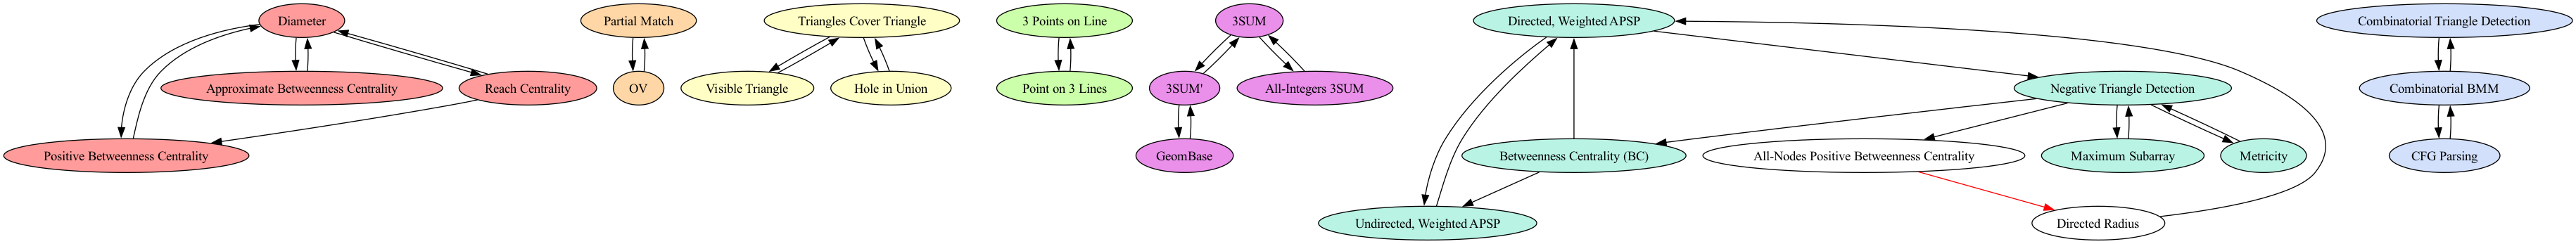 Diameter
Partial Match
Triangles Cover Triangle
3 Points on Line
3SUM
Directed, Weighted APSP
Combinatorial Triangle Detection
Approximate Betweenness Centrality
Reach Centrality
OV
Visible Triangle
Hole in Union
Point on 3 Lines
3SUM'
All-Integers 3SUM
Negative Triangle Detection
Combinatorial BMM
Positive Betweenness Centrality
GeomBase
Betweenness Centrality (BC)
All-Nodes Positive Betweenness Centrality
Maximum Subarray
Metricity
CFG Parsing
Undirected, Weighted APSP
Directed Radius